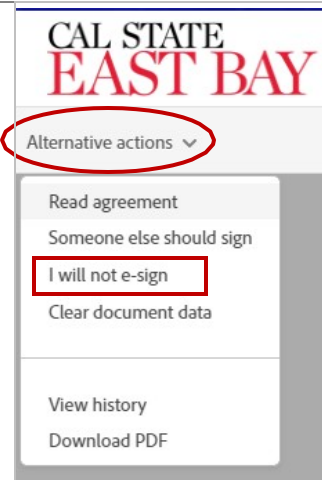 CAL STATE
EAST BAY
Alternative actions
Read agreement
Someone else should sign
I will not e-sign
Clear document data
View history
Download PDF